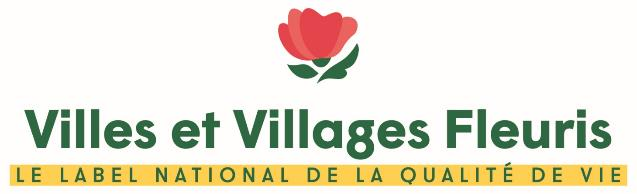 Villes et Villages Fleuris
LE LABEL NATIONAL DE LA QUALITÉ DE VIE